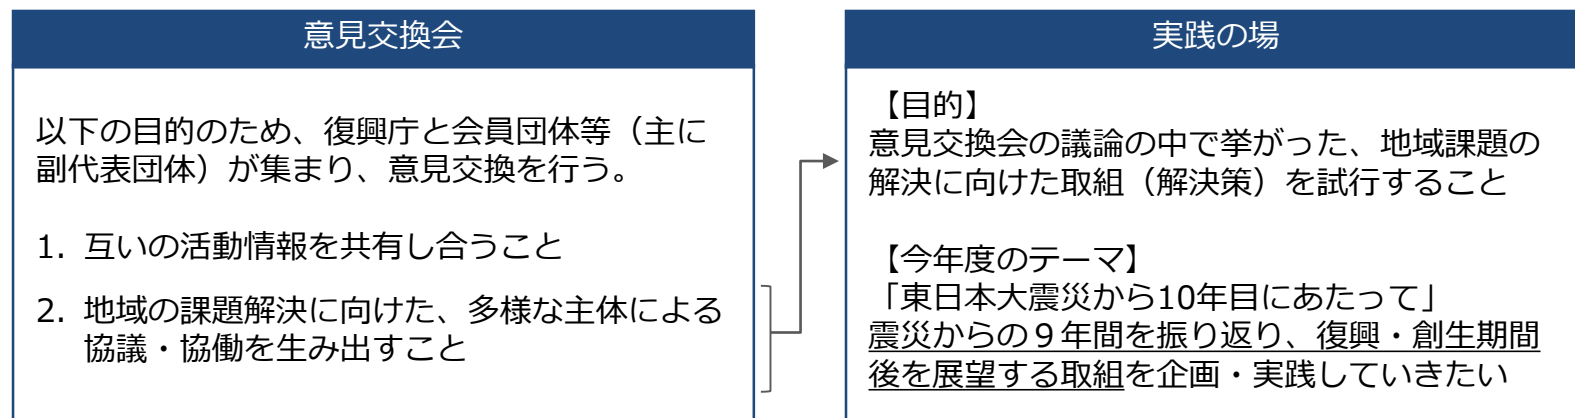 意見交換会
以下の目的のため、復興庁と会員団体等（主に
副代表団体）が集まり、意見交換を行う。
1. 互いの活動情報を共有し合うこと
2. 地域の課題解決に向けた、多様な主体による
協議・協働を生み出すこと
実践の場
【目的】
意見交換会の議論の中で挙がった、地域課題の
解決に向けた取組（解決策）を試行すること
【今年度のテーマ】
「東日本大震災から10年目にあたって」
震災からの９年間を振り返り、復興・創生期間
後を展望する取組を企画・実践していきたい